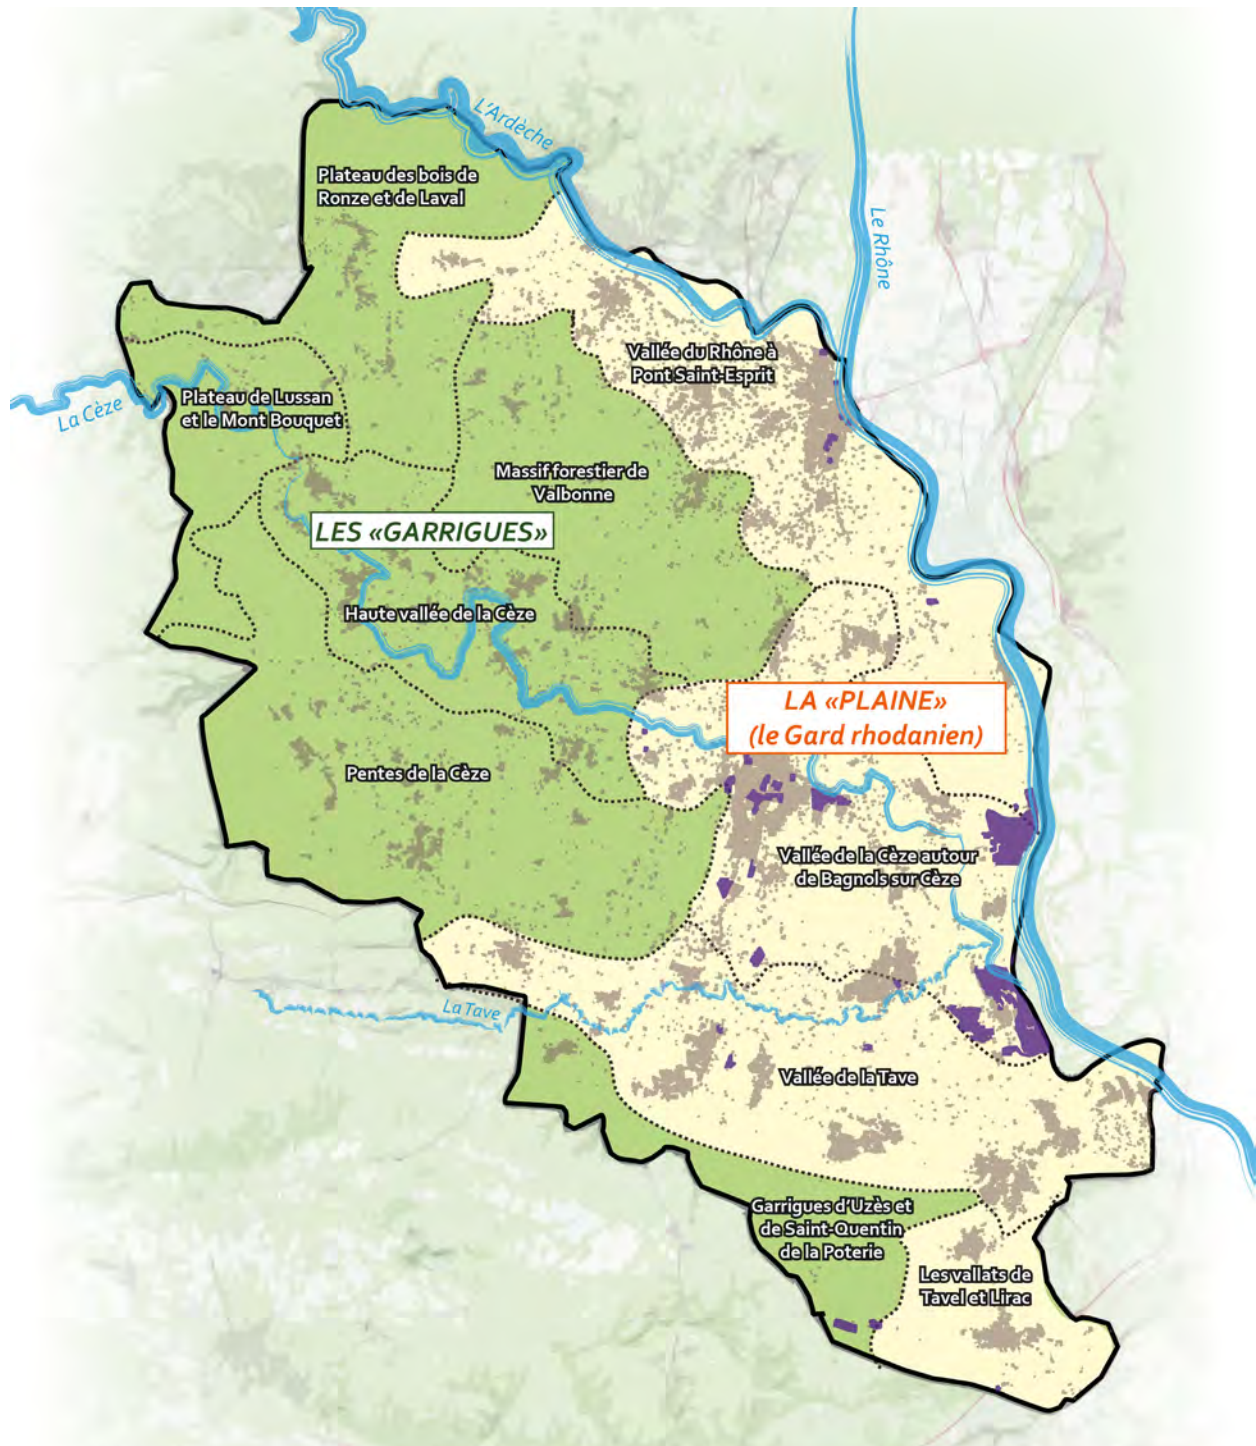 L'Ardèche
Plateau des bois de
Ronze et de Laval
Le Rhône
Vallée du Rhône à
Pont Saint-Esprit
La Cèze
Plateau de Lussan
et le Mont Bouquet
Massif forestier de
Valbonne
LES «GARRIGUES»
Haute vallée de la Cèze
LA «PLAINE»
(le Gard rhodanien)
Pentes de la Cèze
Vallée de la Cèze autour
de Bagnols sur Cèze
La Tave
Vallée de la Tave
Garrigues d'Uzès et
de Saint-Quentin
de la Poterie
Les vallats de
Tavel et Lirac